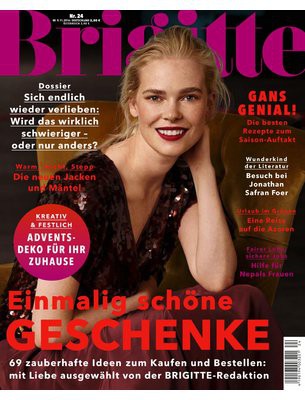 Nr. 24
Brigitte
Dossier
Sich endlich
wieder verlieben:
Wird das wirklich
schwieriger –
oder nur anders?
GANS
GENIAL!
Die besten
Rezepte zum
Saison-Auftakt
Die neuen Jacken
und Mäntel
Wunderkind
der Literatur
Besuch bei
Jonathan
Safran Foer
KREATIV
& FESTLICH
ADVENTS-
DEKO FÜR IHR
ZUHAUSE
Urlaub im Grünen
Eine Reise
auf die Azoren
Hilfe für
Nepals Frauen
Einmalig schöne
GESCHENKE
69 zauberhafte Ideen zum Kaufen und Bestellen:
mit Liebe ausgewählt von der BRIGITTE-Redaktion